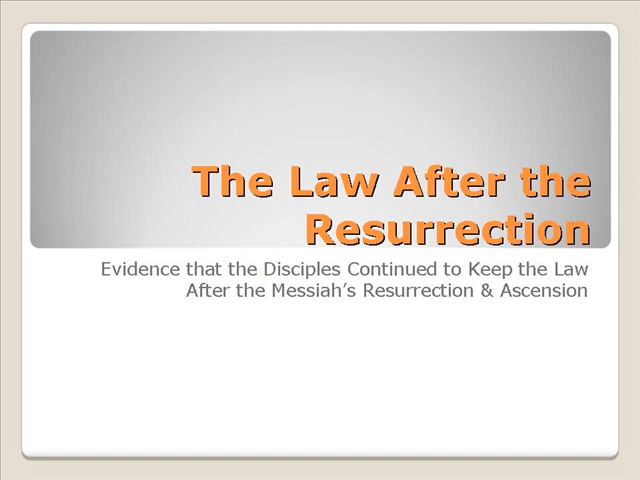 The Law After the
Resurrection
Evidence that the Disciples Continued to Keep the Law
After the Messiah’s Resurrection & Ascension